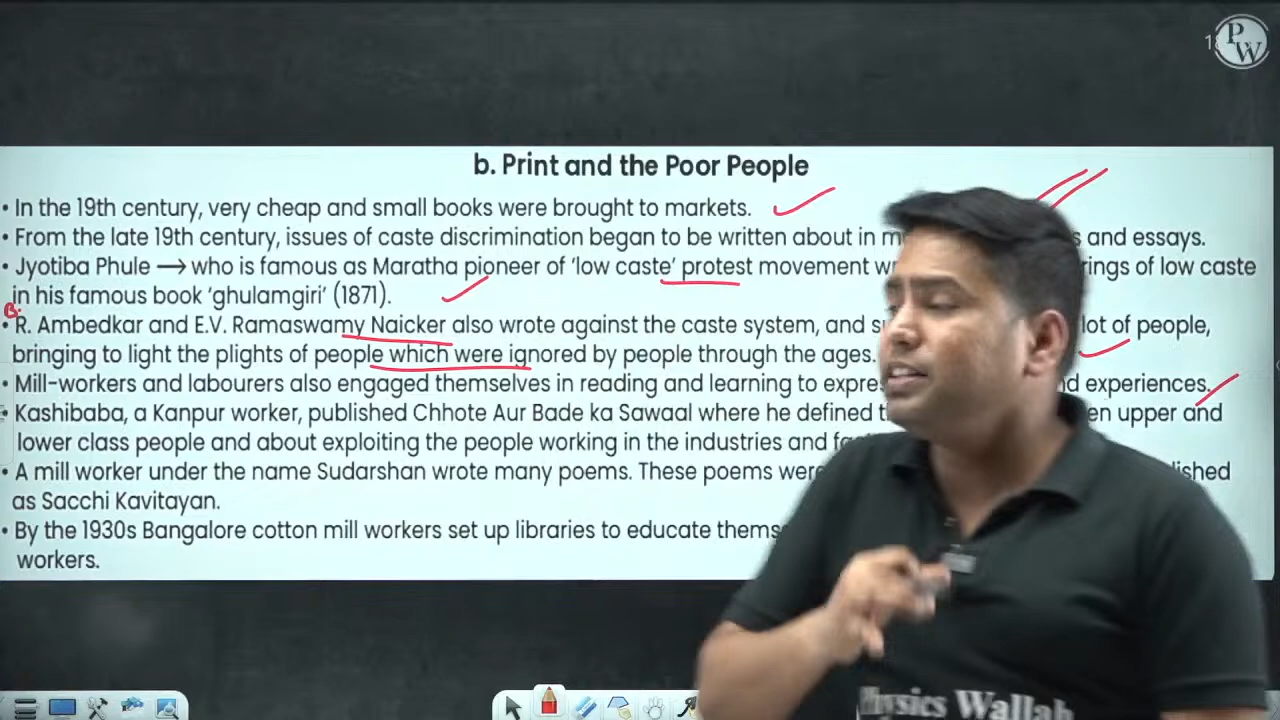 PW
b. Print and the Poor People
• In the 19th century, very cheap and small books were brought to markets.
• From the late 19th century, issues of caste discrimination began to be written about in and essays.
• Jyotiba Phule → who is famous as Maratha pioneer of 'low caste' protest movement of low caste
in his famous book 'ghulamgiri' (1871).
B.
• R. Ambedkar and E.V. Ramaswamy Naicker also wrote against the caste system, and lot of people,
bringing to light the plights of people which were ignored by people through the ages.
• Mill-workers and labourers also engaged themselves in reading and learning to experiences.
• Kashibaba, a Kanpur worker, published Chhote Aur Bade ka Sawaal where he defined upper and
lower class people and about exploiting the people working in the industries and
• A mill worker under the name Sudarshan wrote many poems. These poems
as Sacchi Kavitayan.
• By the 1930s Bangalore cotton mill workers set up libraries to educate
workers.
Physics Wallah